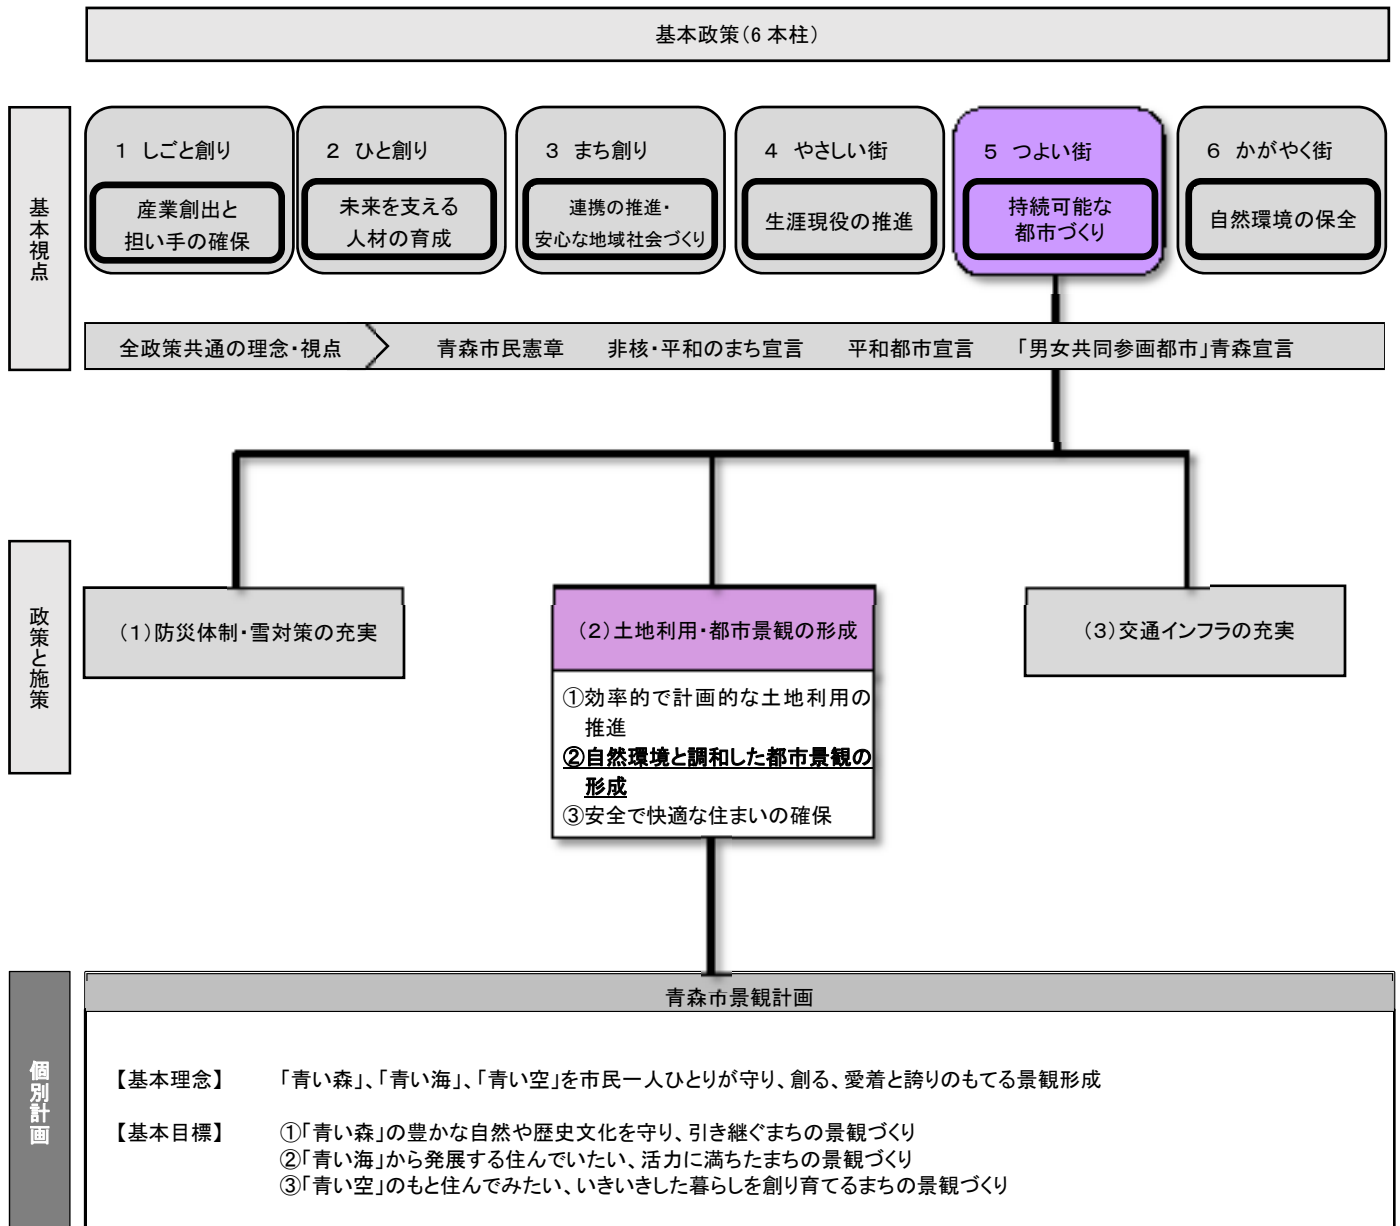 基本政策(6本柱)
基本視点
1 しごと創り
産業創出と
担い手の確保
2 ひと創り
未来を支える
人材の育成
3 まち創り
連携の推進・
安心な地域社会づくり
4 やさしい街
生涯現役の推進
5 つよい街
持続可能な
都市づくり
6 かがやく街
自然環境の保全
全政策共通の理念・視点 青森市民憲章 非核・平和のまち宣言 平和都市宣言 「男女共同参画都市」青森宣言
政策と施策
(1)防災体制・雪対策の充実
(2)土地利用・都市景観の形成
①効率的で計画的な土地利用の
推進
②自然環境と調和した都市景観の
形成
③安全で快適な住まいの確保
(3)交通インフラの充実
個別計画
青森市景観計画
【基本理念】 「青い森」、「青い海」、「青い空」を市民一人ひとりが守り、創る、愛着と誇りのもてる景観形成
【基本目標】 ①「青い森」の豊かな自然や歴史文化を守り、引き継ぐまちの景観づくり
②「青い海」から発展する住んでいたい、活力に満ちたまちの景観づくり
③「青い空」のもと住んでみたい、いきいきした暮らしを創り育てるまちの景観づくり